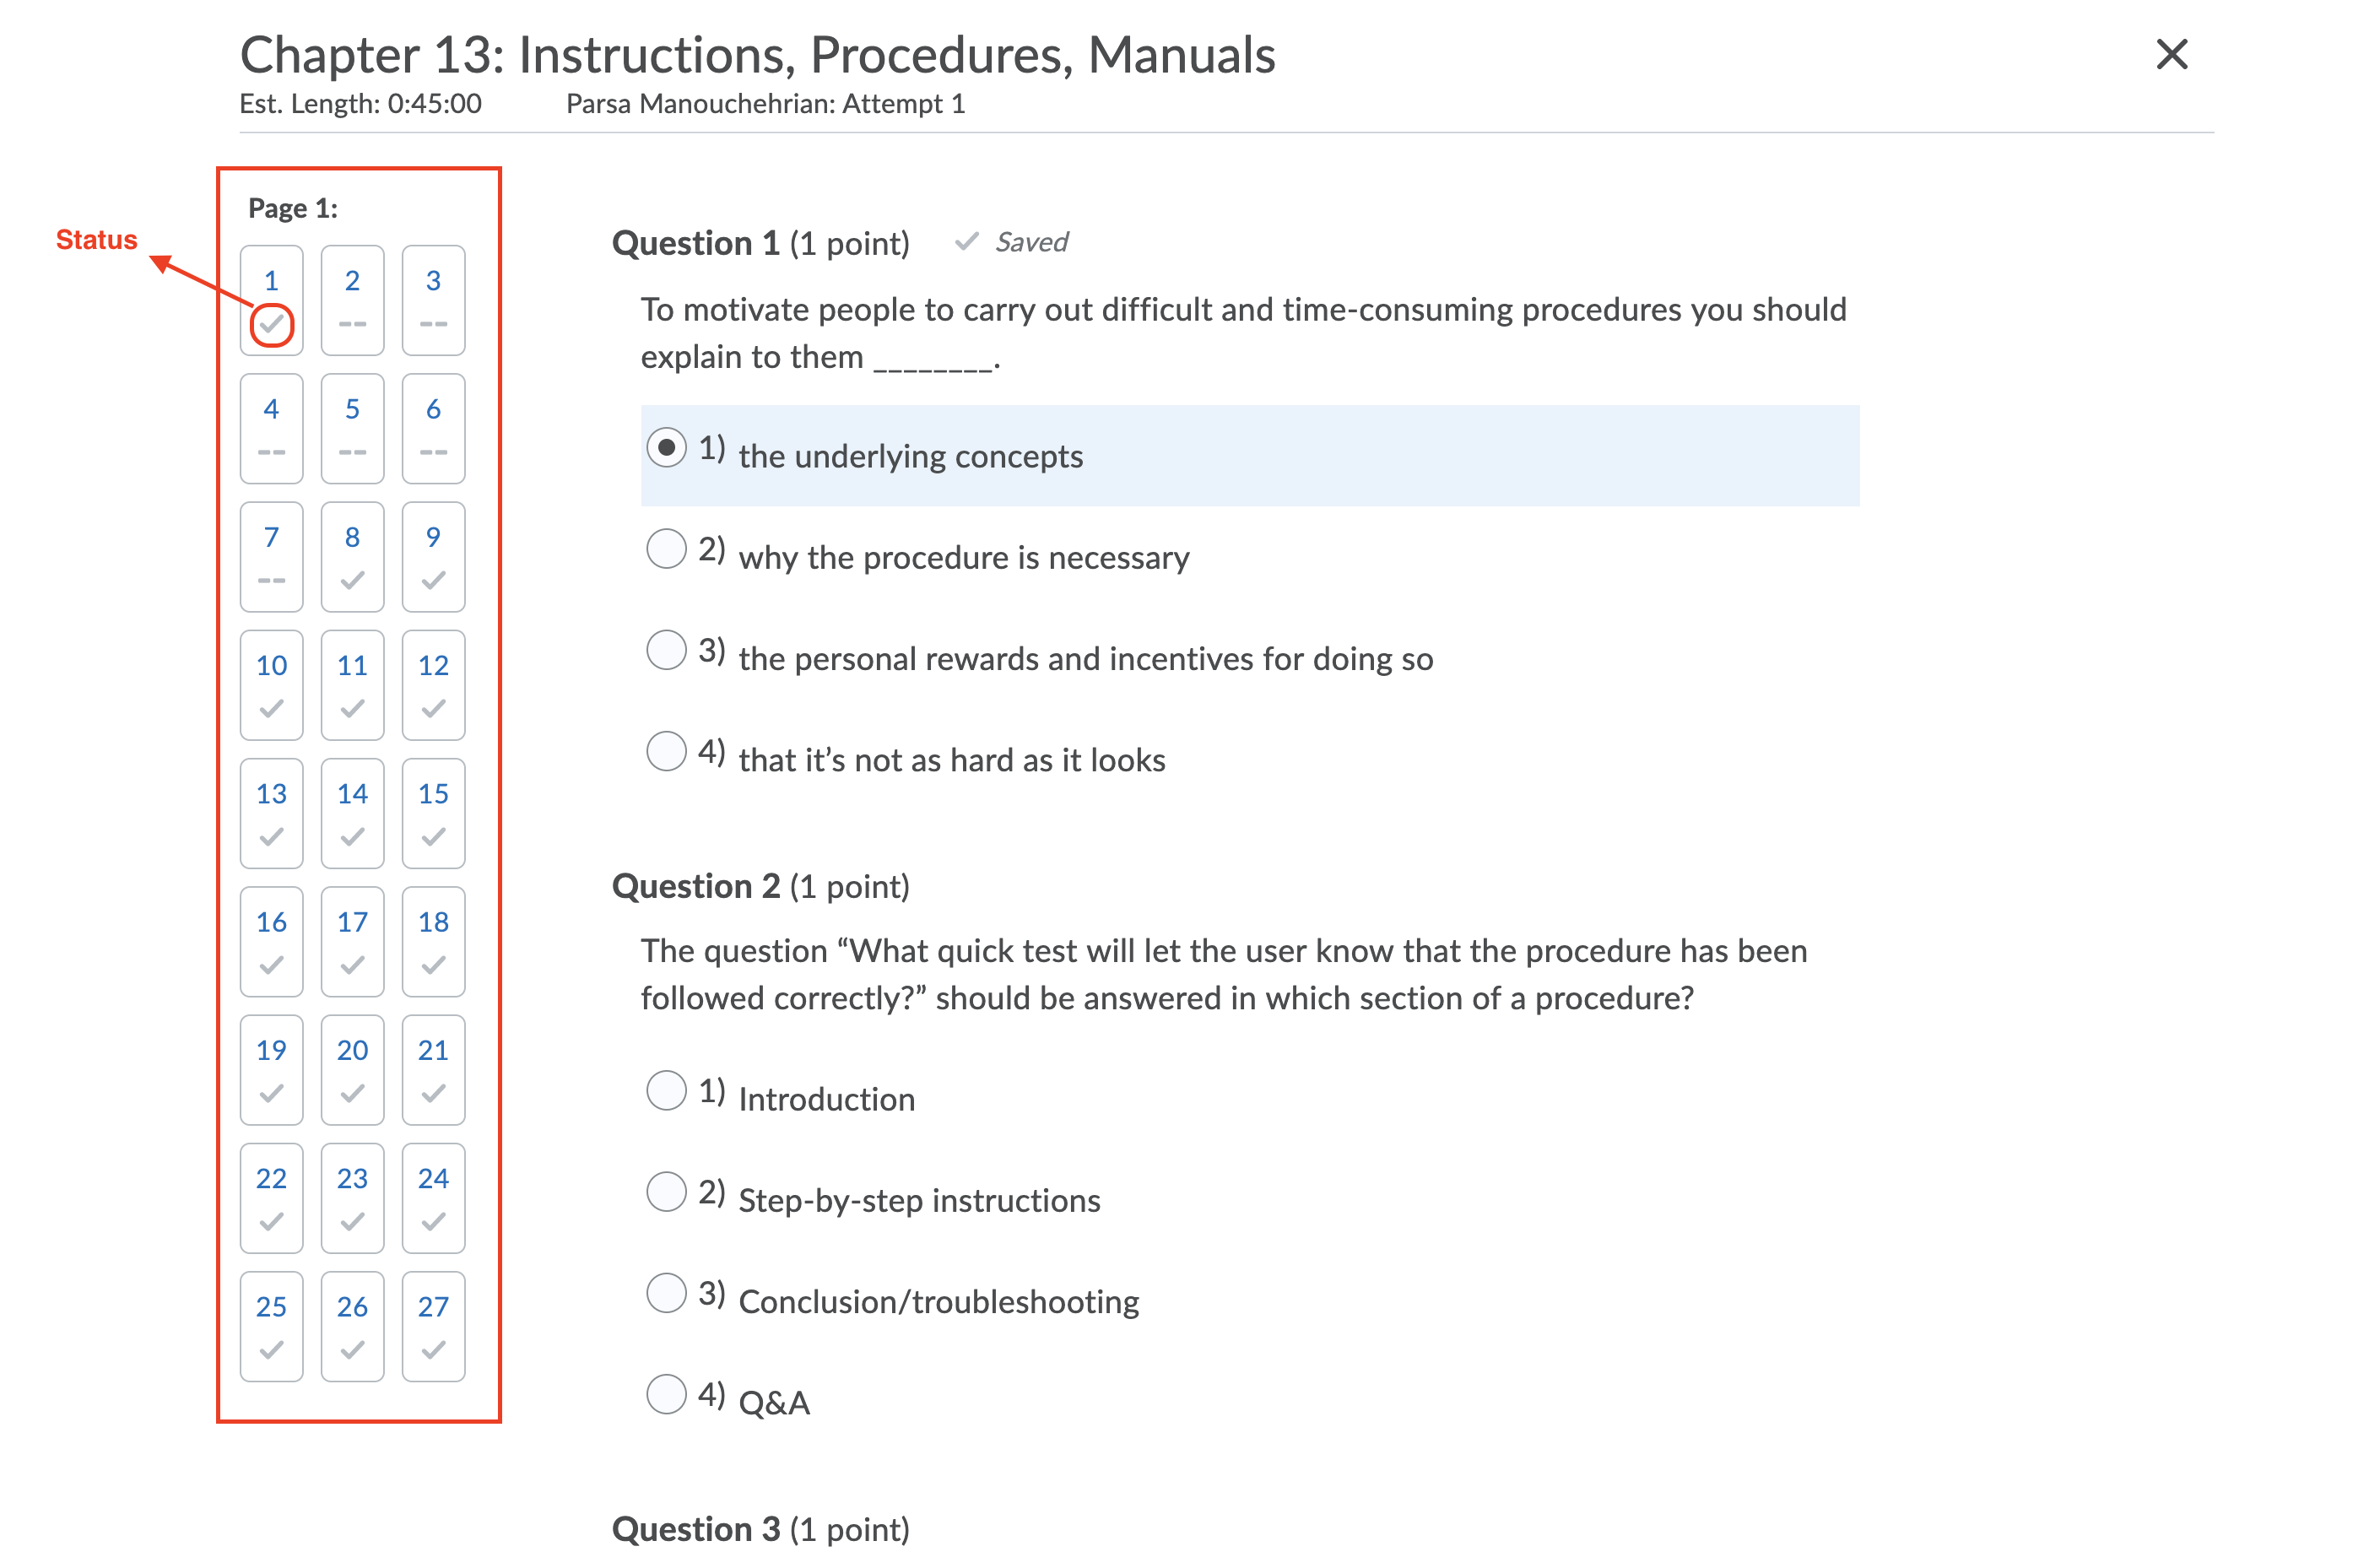 Chapter 13: Instructions, Procedures, Manuals
Est. Length: 0:45:00 Parsa Manouchehrian: Attempt 1
Status
Page 1:
1 2 3
-- --
4 5 6
-- -- --
7 8 9
--
10 11 12
13 14 15
16 17 18
19 20 21
22 23 24
25 26 27
Question 1 (1 point) Saved
To motivate people to carry out difficult and time-consuming procedures you should
explain to them ________.
1) the underlying concepts
2) why the procedure is necessary
3) the personal rewards and incentives for doing so
4) that it’s not as hard as it looks
Question 2 (1 point)
The question “What quick test will let the user know that the procedure has been
followed correctly?” should be answered in which section of a procedure?
1) Introduction
2) Step-by-step instructions
3) Conclusion/troubleshooting
4) Q&A
Question 3 (1 point)